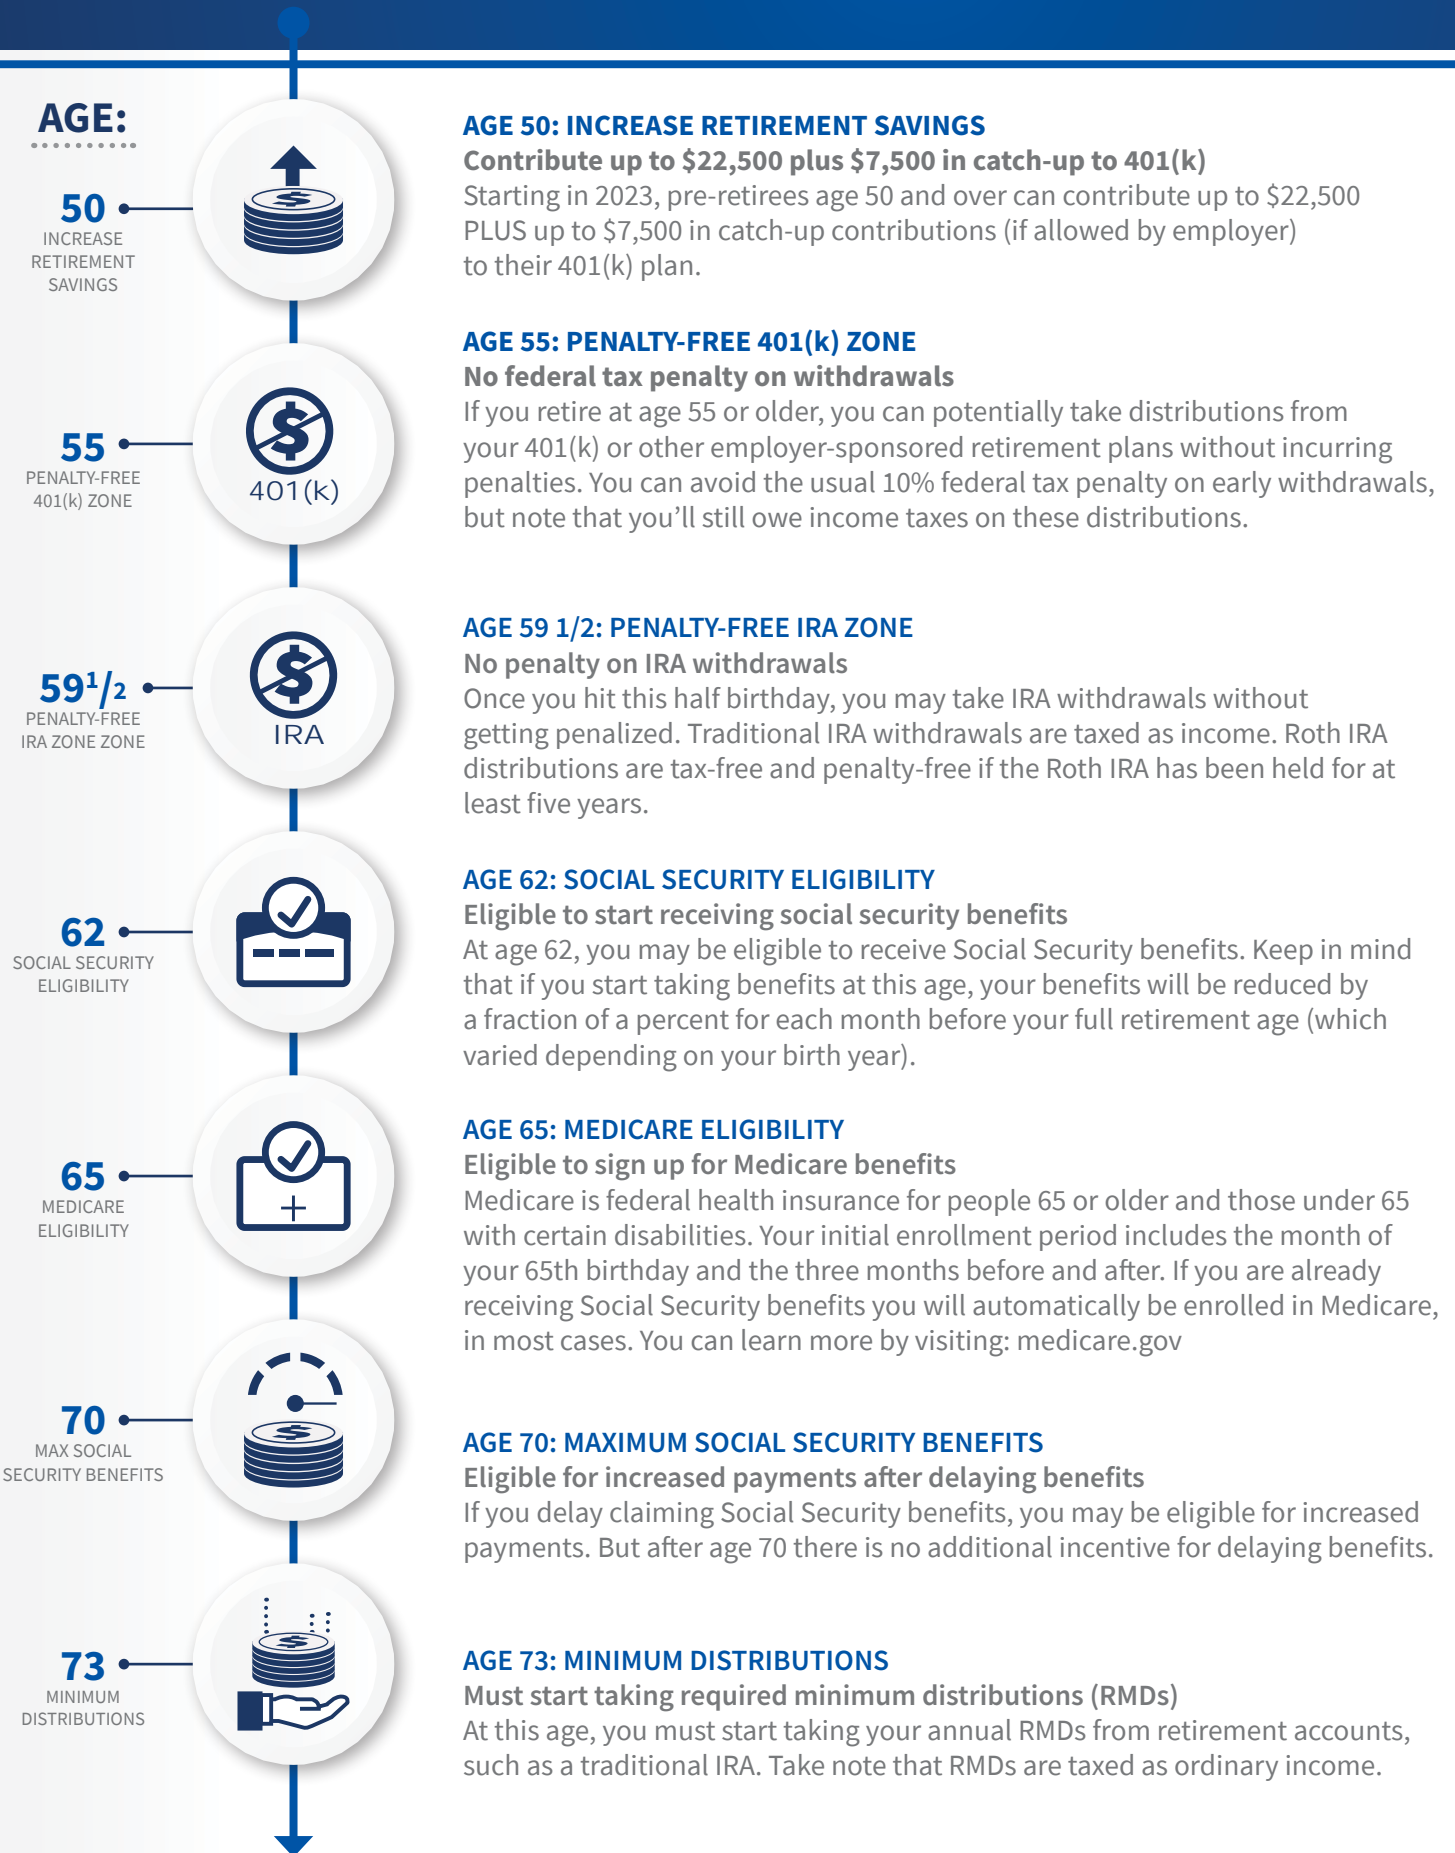 AGE:
50
INCREASE
RETIREMENT
SAVINGS
AGE 50: INCREASE RETIREMENT SAVINGS
Contribute up to $22,500 plus $7,500 in catch-up to 401(k)
Starting in 2023, pre-retirees age 50 and over can contribute up to $22,500
PLUS up to $7,500 in catch-up contributions (if allowed by employer)
to their 401(k) plan.
55
PENALTY-FREE
401(k) ZONE
$
401(k)
AGE 55: PENALTY-FREE 401(k) ZONE
No federal tax penalty on withdrawals
If you retire at age 55 or older, you can potentially take distributions from
your 401(k) or other employer-sponsored retirement plans without incurring
penalties. You can avoid the usual 10% federal tax penalty on early withdrawals,
but note that you’ll still owe income taxes on these distributions.
59 1/2
PENALTY-FREE
IRA ZONE ZONE
$
IRA
AGE 59 1/2: PENALTY-FREE IRA ZONE
No penalty on IRA withdrawals
Once you hit this half birthday, you may take IRA withdrawals without
getting penalized. Traditional IRA withdrawals are taxed as income. Roth IRA
distributions are tax-free and penalty-free if the Roth IRA has been held for at
least five years.
62
SOCIAL SECURITY
ELIGIBILITY
AGE 62: SOCIAL SECURITY ELIGIBILITY
Eligible to start receiving social security benefits
At age 62, you may be eligible to receive Social Security benefits. Keep in mind
that if you start taking benefits at this age, your benefits will be reduced by
a fraction of a percent for each month before your full retirement age (which
varied depending on your birth year).
65
MEDICARE
ELIGIBILITY
AGE 65: MEDICARE ELIGIBILITY
Eligible to sign up for Medicare benefits
Medicare is federal health insurance for people 65 or older and those under 65
with certain disabilities. Your initial enrollment period includes the month of
your 65th birthday and the three months before and after. If you are already
receiving Social Security benefits you will automatically be enrolled in Medicare,
in most cases. You can learn more by visiting: medicare.gov
70
MAX SOCIAL
SECURITY BENEFITS
AGE 70: MAXIMUM SOCIAL SECURITY BENEFITS
Eligible for increased payments after delaying benefits
If you delay claiming Social Security benefits, you may be eligible for increased
payments. But after age 70 there is no additional incentive for delaying benefits.
73
MINIMUM
DISTRIBUTIONS
AGE 73: MINIMUM DISTRIBUTIONS
Must start taking required minimum distributions (RMDs)
At this age, you must start taking your annual RMDs from retirement accounts,
such as a traditional IRA. Take note that RMDs are taxed as ordinary income.